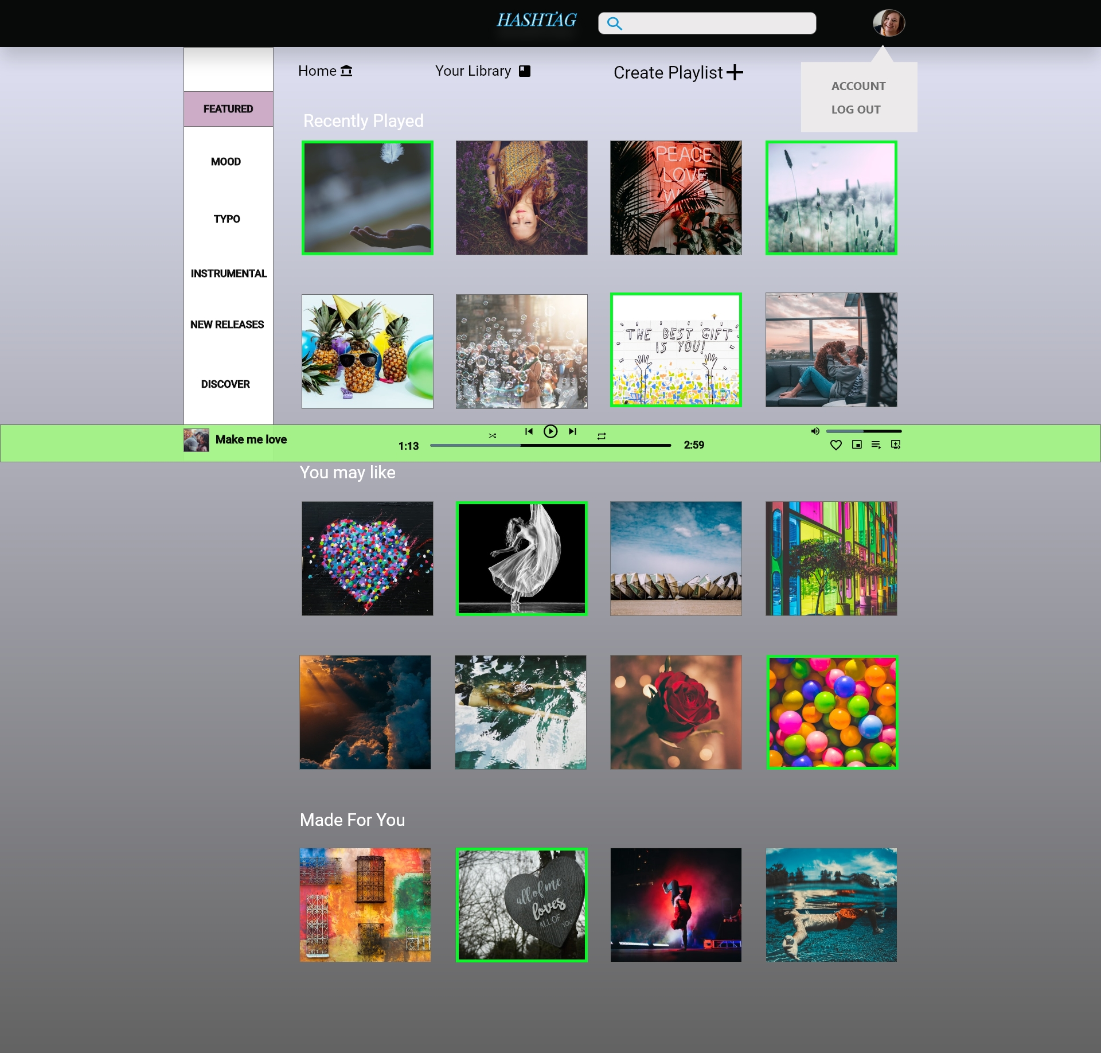 HASHTAG
Home
Your Library
Create Playlist
ACCOUNT
LOG OUT
FEATURED
MOOD
TYPO
INSTRUMENTAL
NEW RELEASES
DISCOVER
Recently Played
PEACE
LOVE
THE BEST GIFT
IS YOU!
Make me love
1:13
2:59
You may like
Made For You
all of me
loves
ALL OF YOU